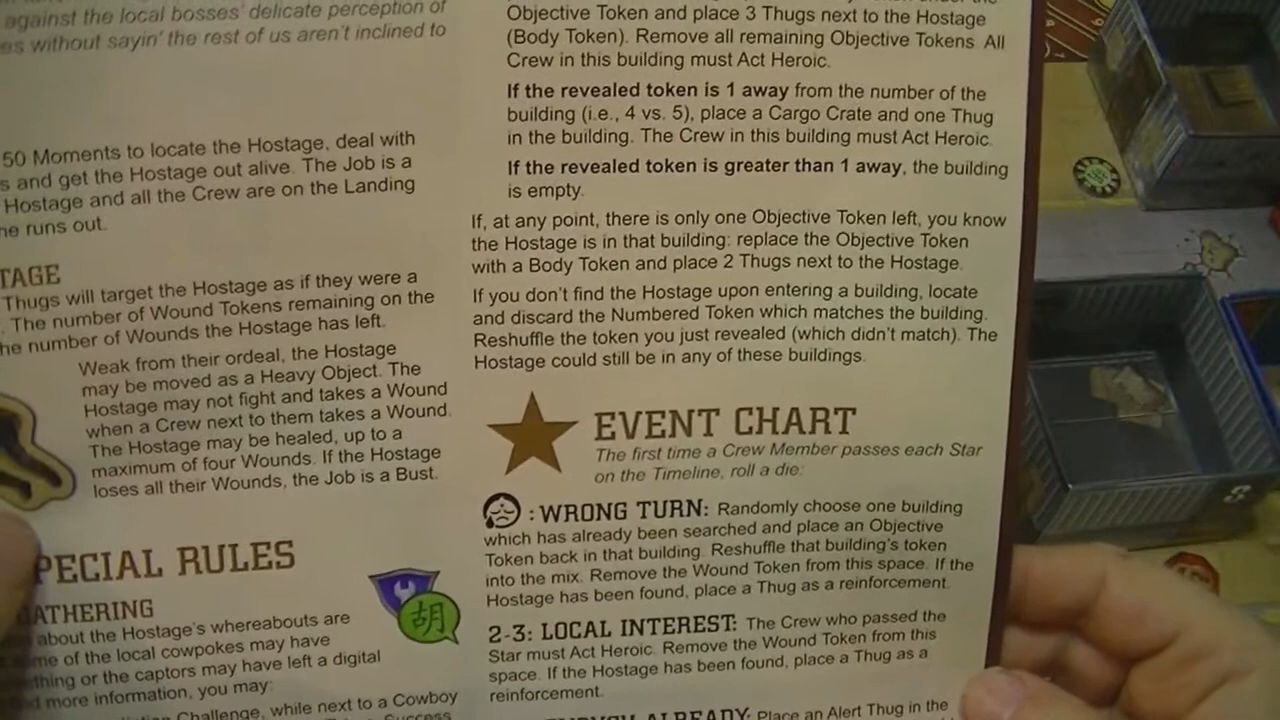 against the local bosses' delicate perception of
without sayin' the rest of us aren't inclined to
50 Moments to locate the Hostage, deal with
and get the Hostage out alive. The Job is a
Hostage and all the Crew are on the Landing
runs out.
Thugs will target the Hostage as if they were a
The number of Wound Tokens remaining on the
number of Wounds the Hostage has left.
Weak from their ordeal, the Hostage
may be moved as a Heavy Object. The
Hostage may not fight and takes a Wound
when a Crew next to them takes a Wound.
The Hostage may be healed, up to a
maximum of four Wounds. If the Hostage
loses all their Wounds, the Job is a Bust.
PECIAL RULES
GATHERING
about the Hostage's whereabouts are
of the local cowpokes may have
or the captors may have left a digital
more information, you may:
Challenge, while next to a Cowboy
胡
Objective Token and place 3 Thugs next to the Hostage
(Body Token). Remove all remaining Objective Tokens. All
Crew in this building must Act Heroic.
If the revealed token is 1 away from the number of the
building (i.e., 4 vs. 5), place a Cargo Crate and one Thug
in the building. The Crew in this building must Act Heroic.
If the revealed token is greater than 1 away, the building
is empty.
If, at any point, there is only one Objective Token left, you know
the Hostage is in that building: replace the Objective Token
with a Body Token and place 2 Thugs next to the Hostage.
If you don't find the Hostage upon entering a building, locate
and discard the Numbered Token which matches the building.
Reshuffle the token you just revealed (which didn't match). The
Hostage could still be in any of these buildings.
EVENT CHART
The first time a Crew Member passes each Star
on the Timeline, roll a die:
: WRONG TURN: Randomly choose one building
which has already been searched and place an Objective
Token back in that building. Reshuffle that building's token
into the mix. Remove the Wound Token from this space. If the
Hostage has been found, place a Thug as a reinforcement.
2-3: LOCAL INTEREST: The Crew who passed the
Star must Act Heroic. Remove the Wound Token from this
space. If the Hostage has been found, place a Thug as a
reinforcement.
ALREADY: Place an Alert Thug in the